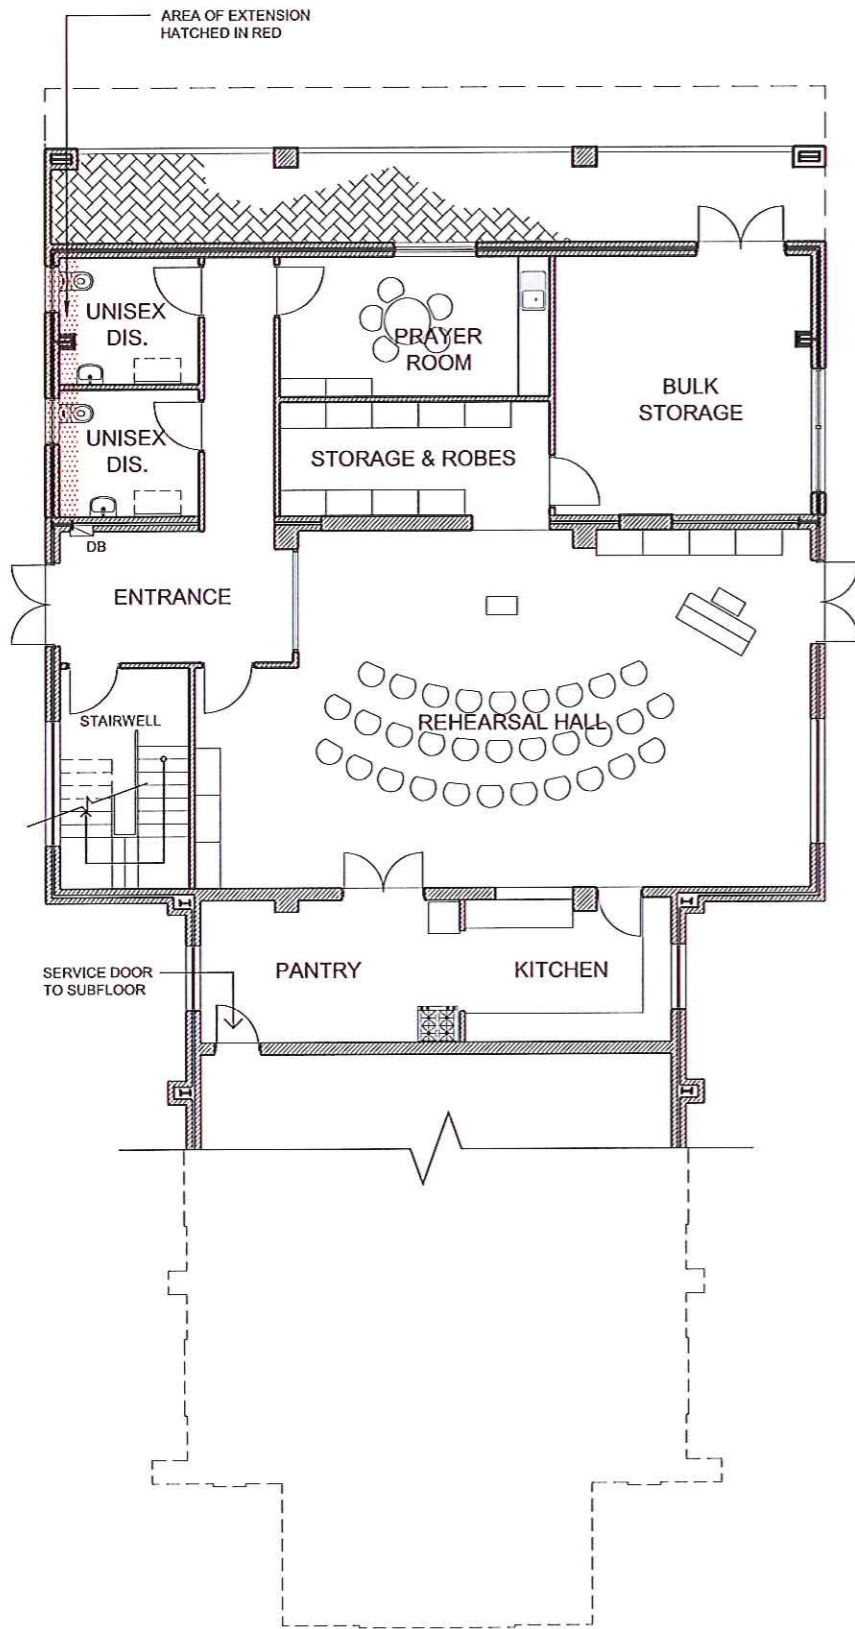 AREA OF EXTENSION
HATCHED IN RED
UNISEX
DIS.
PRAYER
ROOM
BULK
STORAGE
UNISEX
DIS.
STORAGE & ROBES
DB
ENTRANCE
STAIRWELL
REHEARSAL HALL
SERVICE DOOR
TO SUBFLOOR
PANTRY
KITCHEN